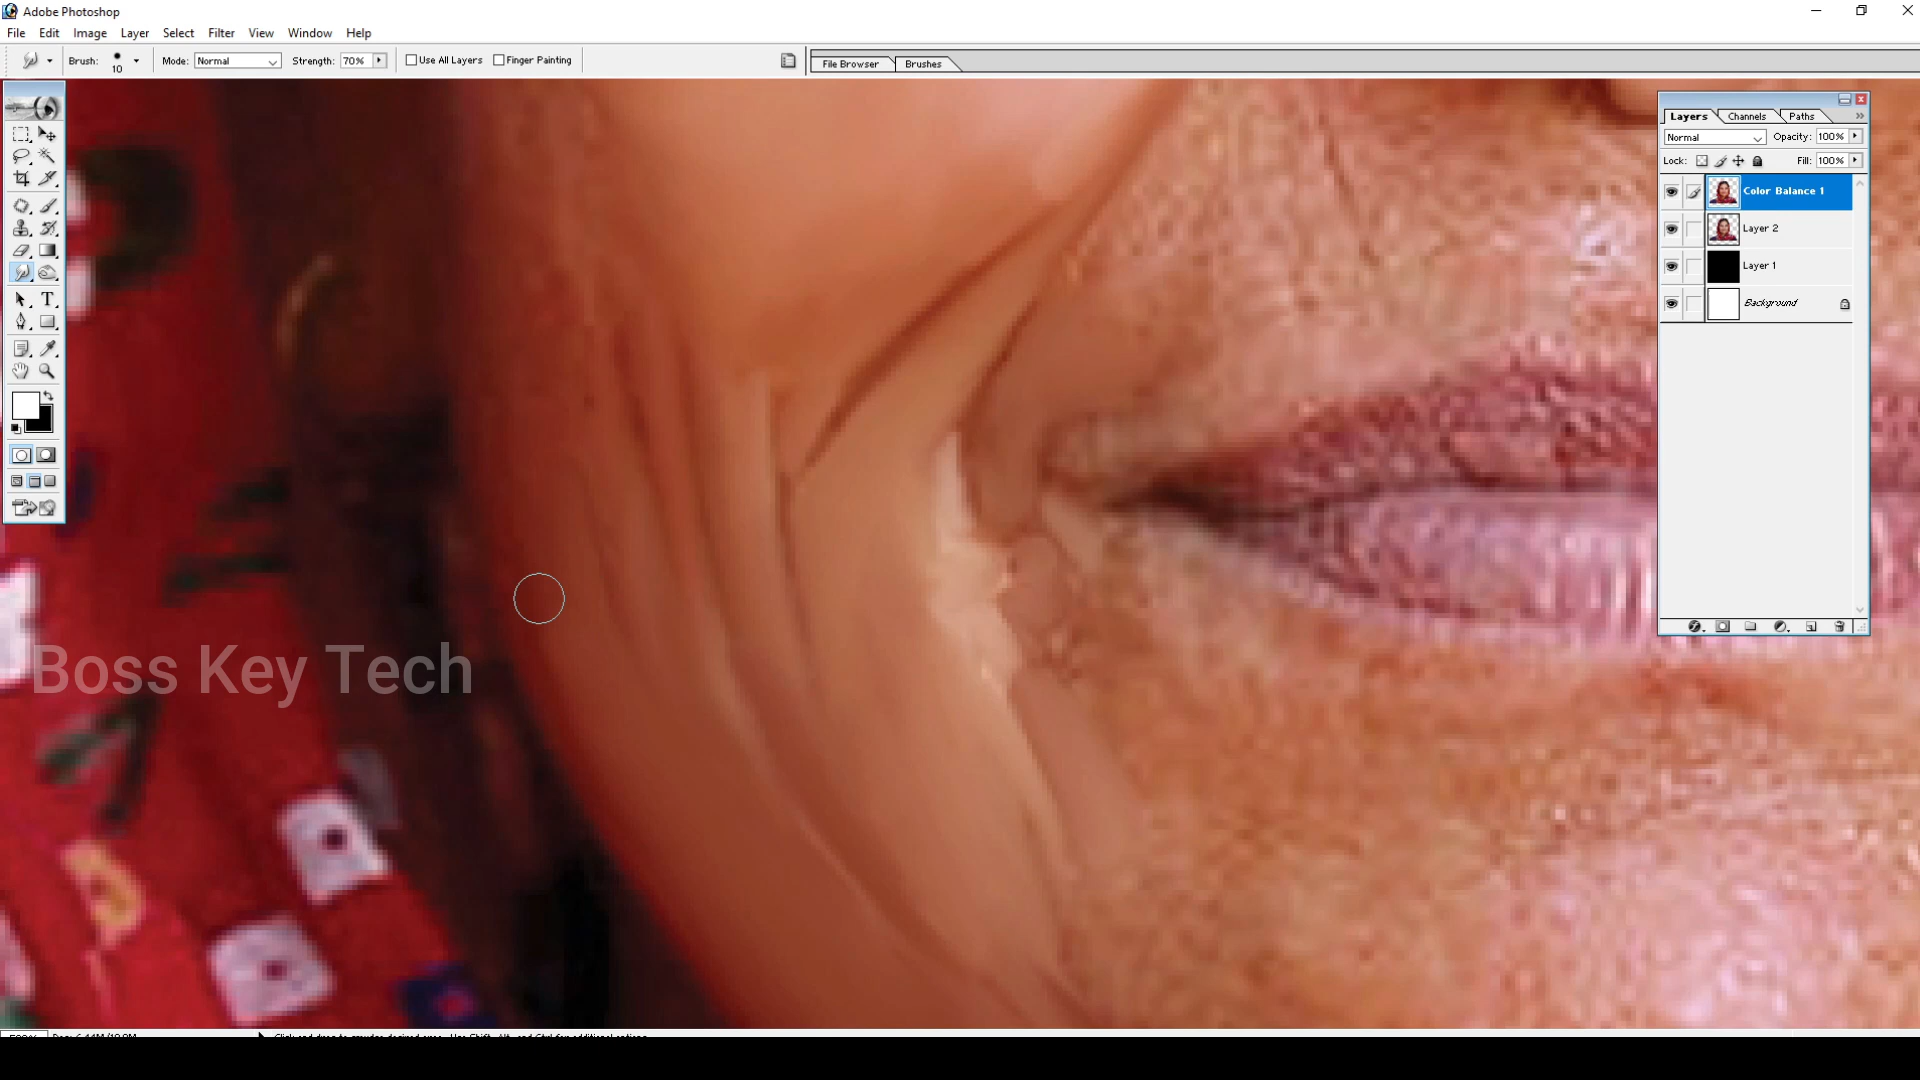 Adobe Photoshop
File Edit Image Layer Select Filter View Window Help
Brush: 10 Mode: Normal Strength: 70% Use All Layers Finger Painting File Browser Brushes
Layers Channels Paths
Normal Opacity: 100%
Lock: Fill: 100%
Color Balance 1
Layer 2
Layer 1
Background
Boss Key Tech